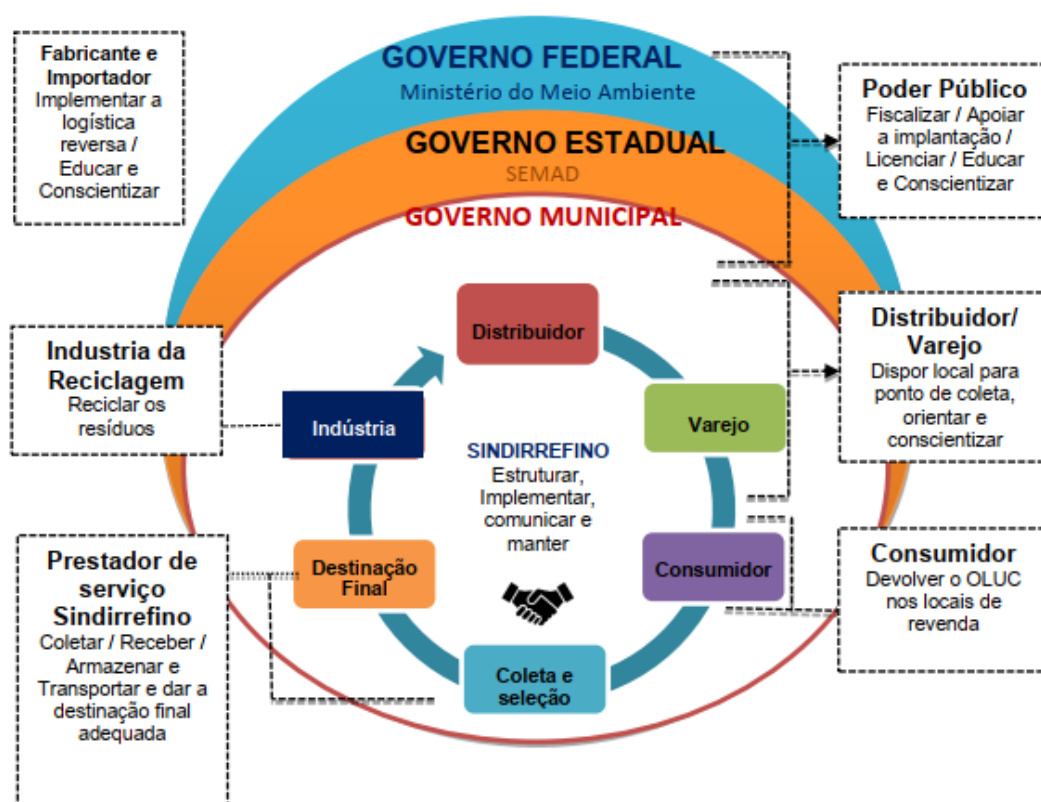 Fabricante e
Importador
Implementar a
logística
reversa /
Educar e
Conscientizar
GOVERNO FEDERAL
Ministério do Meio Ambiente
GOVERNO ESTADUAL
SEMAD
GOVERNO MUNICIPAL
Poder Público
Fiscalizar / Apoiar
a implantação /
Licenciar / Educar
e Conscientizar
Industria da
Reciclagem
Reciclar os
resíduos
Distribuidor
Indústria
Varejo
SINDIRREFINO
Estruturar,
Implementar,
comunicar e
manter
Distribuidor/
Varejo
Dispor local para
ponto de coleta,
orientar e
conscientizar
Prestador de
serviço
Sindirrefino
Coletar / Receber /
Armazenar e
Transportar e dar a
destinação final
adequada
Destinação
Final
Consumidor
Coleta e
seleção
Consumidor
Devolver o OLUC
nos locais de
revenda